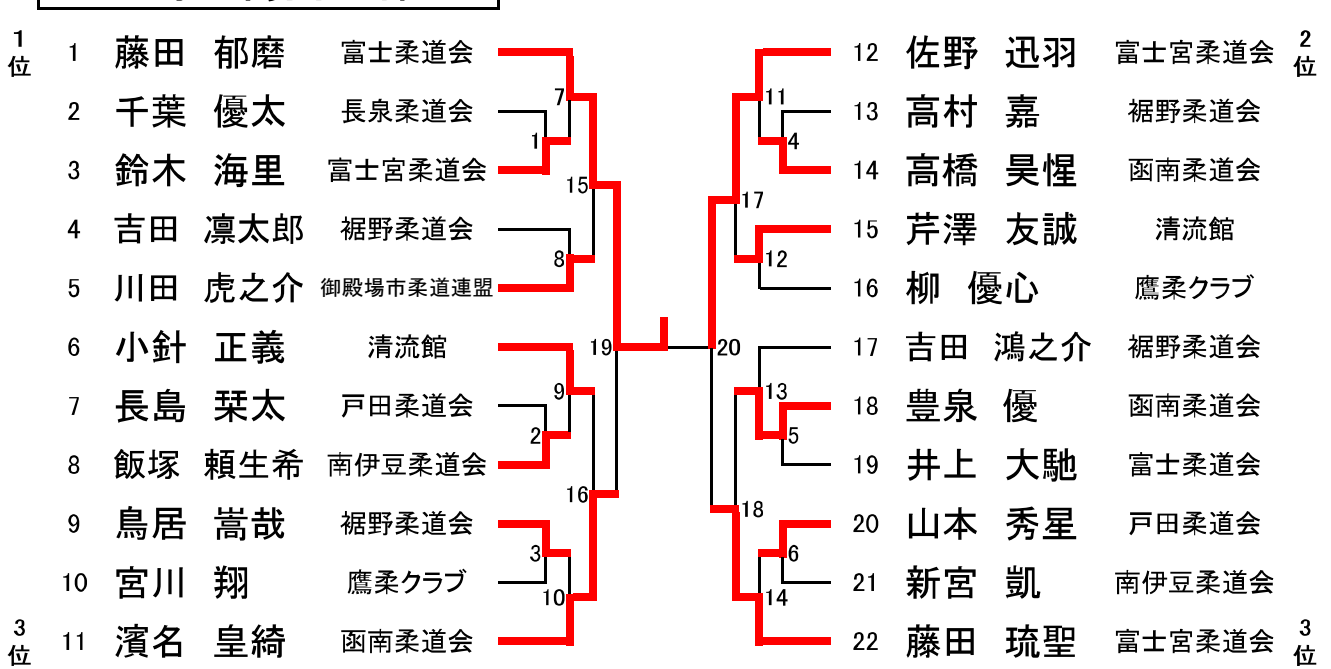 1位 1 藤田 郁磨 富士柔道会
2 千葉 優太 長泉柔道会
3 鈴木 海里 富士宮柔道会
4 吉田 凛太郎 裾野柔道会
5 川田 虎之介 御殿場市柔道連盟
6 小針 正義 清流館
7 長島 栞太 戸田柔道会
8 飯塚 頼生希 南伊豆柔道会
9 鳥居 嵩哉 裾野柔道会
10 宮川 翔 鷹柔クラブ
3位 11 濱名 皇綺 函南柔道会
7
1
15
8
19
9
2
16
3
10
11
4
17
12
20
13
5
18
6
14
12 佐野 迅羽 富士宮柔道会 2位
13 高村 嘉 裾野柔道会
14 高橋 昊惺 函南柔道会
15 芹澤 友誠 清流館
16 柳 優心 鷹柔クラブ
17 吉田 鴻之介 裾野柔道会
18 豊泉 優 函南柔道会
19 井上 大馳 富士柔道会
20 山本 秀星 戸田柔道会
21 新宮 凱 南伊豆柔道会
22 藤田 琉聖 富士宮柔道会 3位